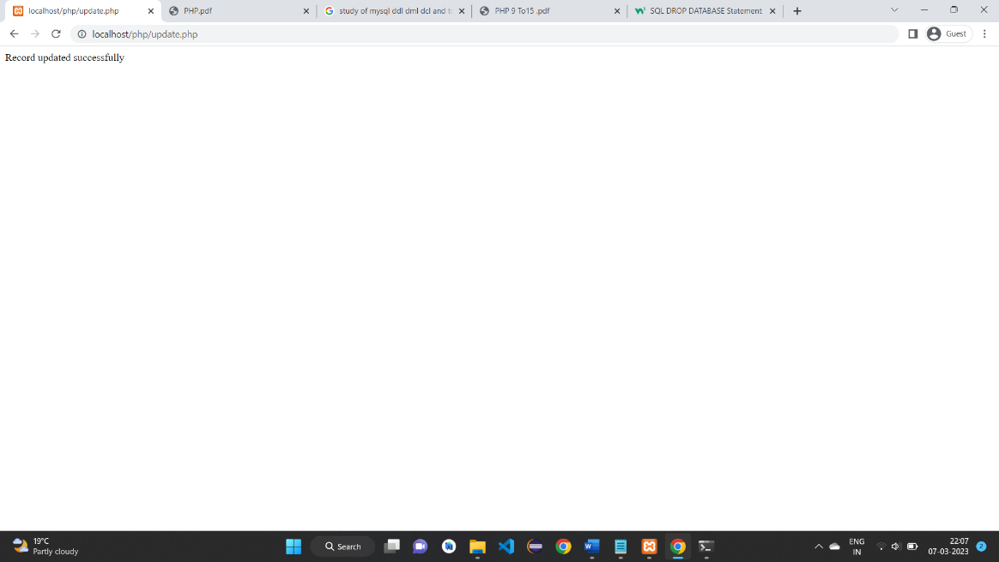 localhost/php/update.php
PHP.pdf
study of mysql ddl dml dcl and tc
PHP 9 To15 .pdf
SQL DROP DATABASE Statement
localhost/php/update.php
Guest
Record updated successfully
19°C
Partly cloudy
Search
ENG
IN
22:07
07-03-2023
2